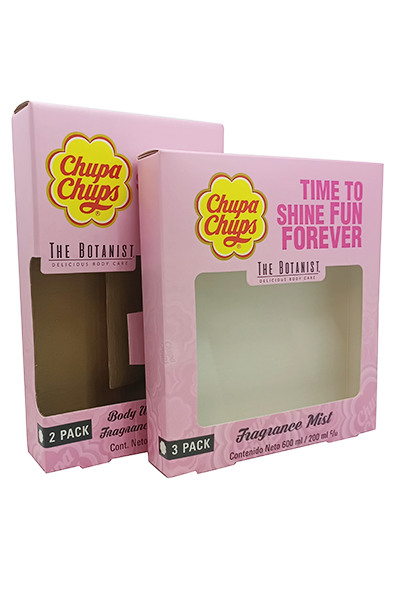 Chupa
Chups
®
THE BOTANIST
DELICIOUS BODY CARE
2 PACK
Body
Fragrance
Cont. Neto
Chupa
Chups
®
TIME TO
SHINE FUN
FOREVER
THE BOTANIST
DELICIOUS BODY CARE
3 PACK
Fragrance Mist
Contenido Neto 600 ml / 200 ml c/u